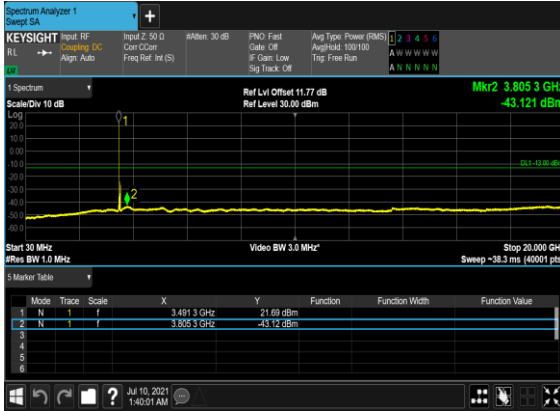 Spectrum Analyzer 1
Swept SA
KEYSIGHT Input: RF Input Z: 50 Ω #Atten: 30 dB PNO: Fast Avg Type: Power (RMS) 1 2 3 4 5 6
RL Coupling: DC Corr CCorr Gate: Off Avg|Hold: 100/100 A W W W W W
Align: Auto Freq Ref: Int (S) IF Gain: Low Trig: Free Run
Sig Track: Off A N N N N N
1 Spectrum
Ref Lvl Offset 11.77 dB Mkr2 3.805 3 GHz
Scale/Div 10 dB Ref Level 30.00 dBm -43.121 dBm
Log
20.0
10.0
0.00
-10.0
DL1 -13.00 dBm
-20.0
-30.0
-40.0
-50.0
-60.0
1
2
Start 30 MHz Video BW 3.0 MHz* Stop 20.000 GHz
#Res BW 1.0 MHz Sweep ~38.3 ms (40001 pts)
5 Marker Table
Mode Trace Scale X Y Function Function Width Function Value
1 N 1 f 3.491 3 GHz 21.69 dBm
2 N 1 f 3.805 3 GHz -43.12 dBm
3
4
5
6
Jul 10, 2021
1:40:01 AM